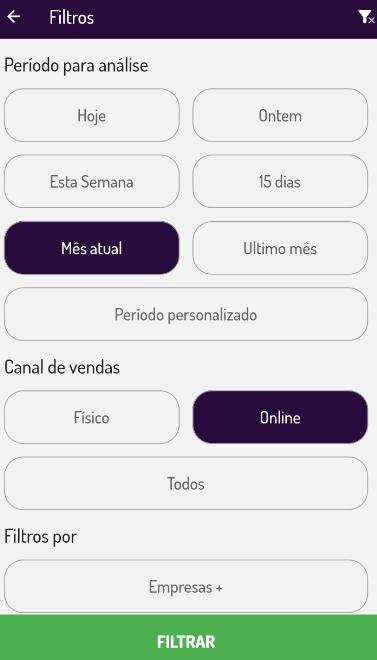 Filtros
Período para análise
Hoje
Ontem
Esta Semana
15 dias
Mês atual
Ultimo mês
Período personalizado
Canal de vendas
Físico
Online
Todos
Filtros por
Empresas +
FILTRAR